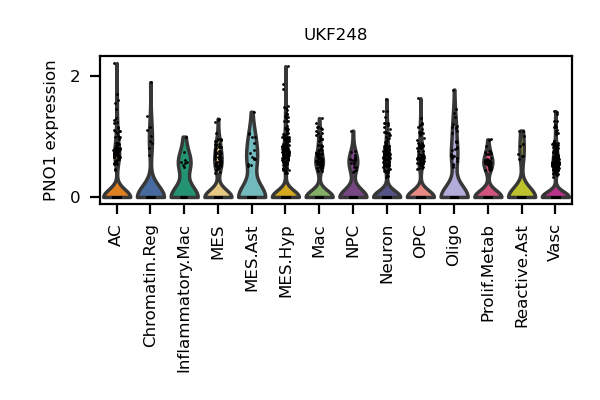 UKF248
PNO1 expression
2
0
AC
Chromatin.Reg
Inflammatory.Mac
MES
MES.Ast
MES.Hyp
Mac
NPC
Neuron
OPC
Oligo
Prolif.Metab
Reactive.Ast
Vasc